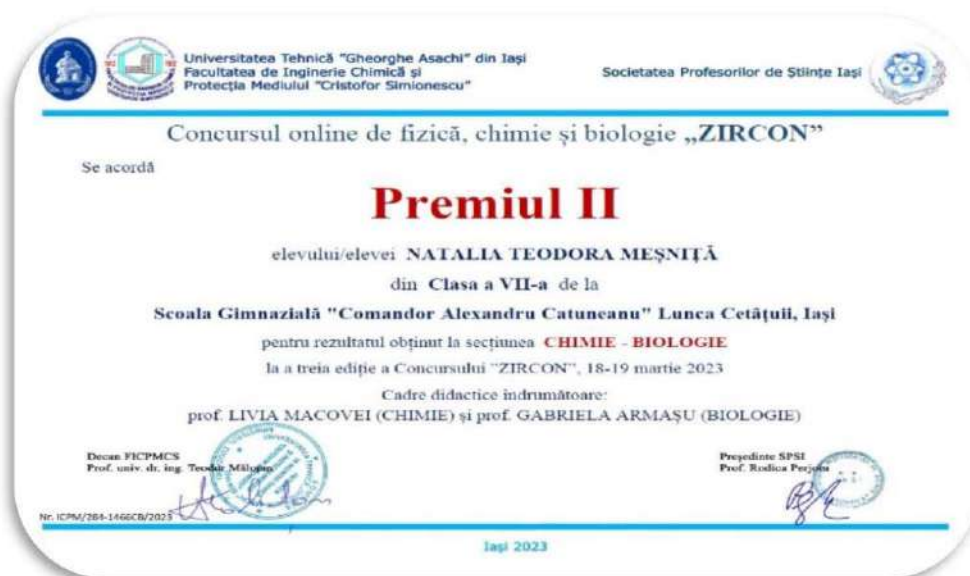 Universitatea Tehnică "Gheorghe Asachi" din Iași
Facultatea de Inginerie Chimică și
Protecția Mediului "Cristofor Simionescu"
Societatea Profesorilor de Științe Iași
Concursul online de fizică, chimie și biologie „ZIRCON”
Se acordă
Premiul II
elevului/elevei NATALIA TEODORA MEȘNIȚĂ
din Clasa a VII-a de la
Scoala Gimnazială "Comandor Alexandru Catuneanu" Lunca Cetățuii, Iași
pentru rezultatul obținut la secțiunea CHIMIE - BIOLOGIE
la a treia ediție a Concursului "ZIRCON", 18-19 martie 2023
Cadre didactice îndrumătoare:
prof. LIVIA MACOVEI (CHIMIE) și prof. GABRIELA ARMAȘU (BIOLOGIE)
Decan FICPMCS
Prof. univ. dr. ing. Teodor
Președinte SPSI
Prof. Rodica
Nr. ICPM/284-1466CB/2023
Iași 2023